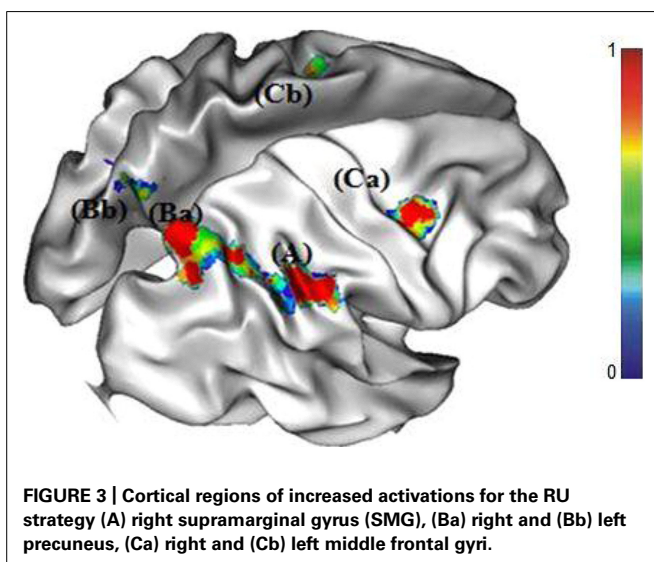 1
(Cb)
(Ca)
(Bb) (Ba)
(A)
0
FIGURE 3 | Cortical regions of increased activations for the RU
strategy (A) right supramarginal gyrus (SMG), (Ba) right and (Bb) left
precuneus, (Ca) right and (Cb) left middle frontal gyri.